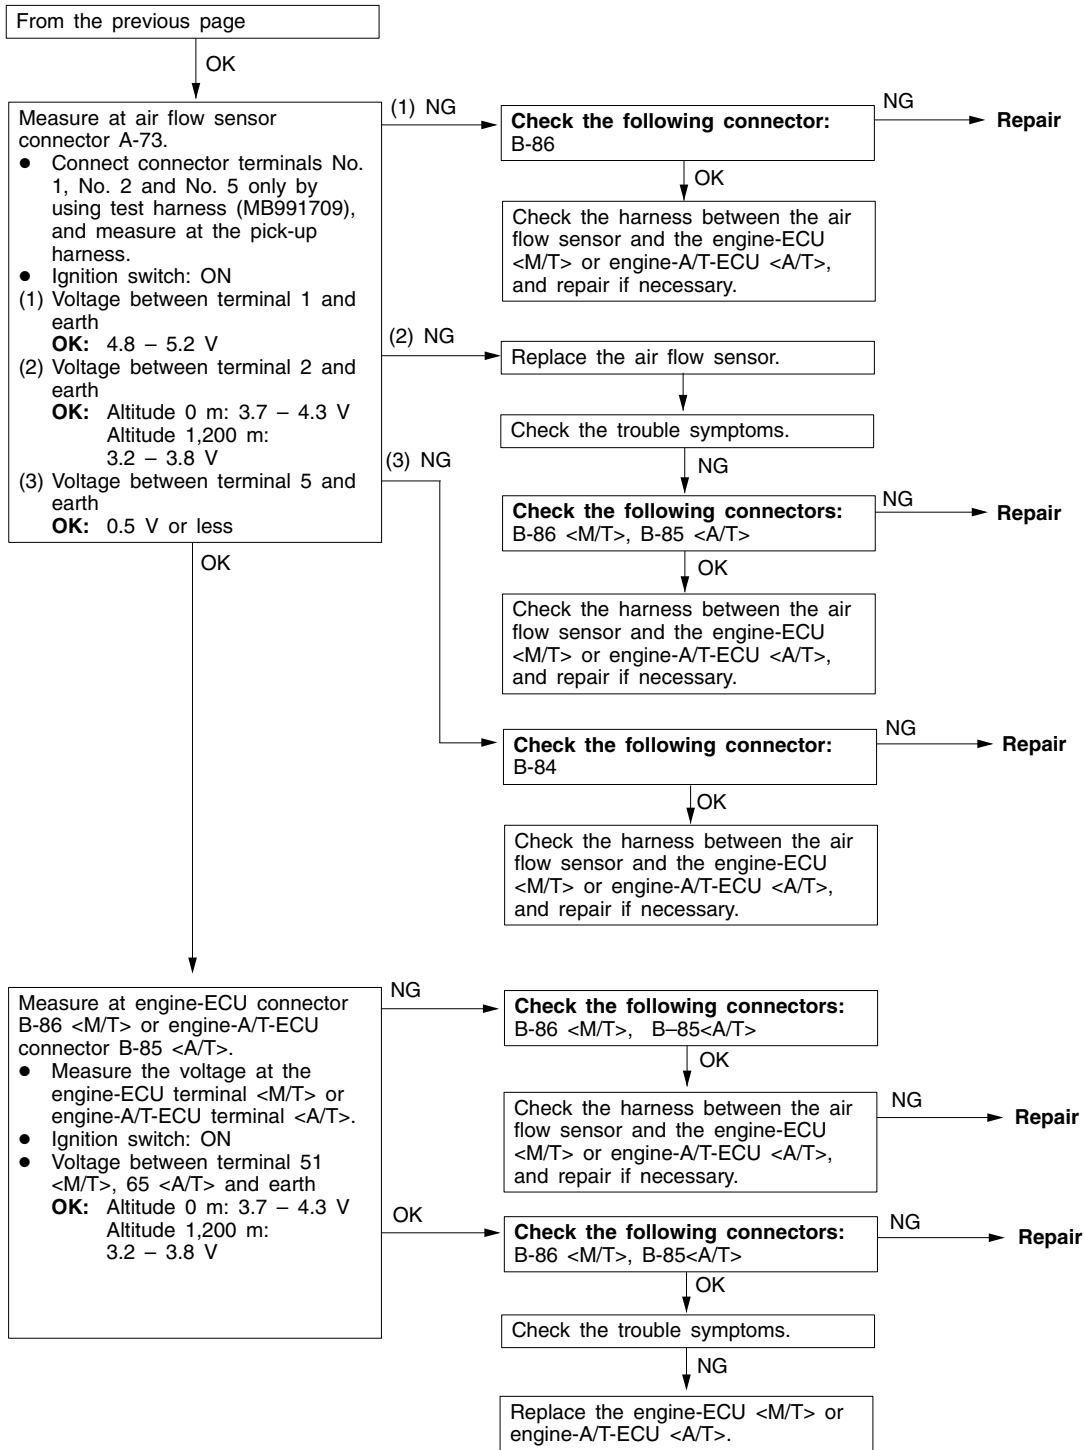 From the previous page
OK
Measure at air flow sensor
connector A-73.
● Connect connector terminals No.
1, No. 2 and No. 5 only by
using test harness (MB991709),
and measure at the pick-up
harness.
● Ignition switch: ON
(1) Voltage between terminal 1 and
earth
OK: 4.8 – 5.2 V
(2) Voltage between terminal 2 and
earth
OK: Altitude 0 m: 3.7 – 4.3 V
Altitude 1,200 m:
3.2 – 3.8 V
(3) Voltage between terminal 5 and
earth
OK: 0.5 V or less
(1) NG
Check the following connector:
B-86
NG
Repair
OK
Check the harness between the air
flow sensor and the engine-ECU
<M/T> or engine-A/T-ECU <A/T>,
and repair if necessary.
(2) NG
Replace the air flow sensor.
Check the trouble symptoms.
NG
Check the following connectors:
B-86 <M/T>, B-85 <A/T>
NG
Repair
OK
Check the harness between the air
flow sensor and the engine-ECU
<M/T> or engine-A/T-ECU <A/T>,
and repair if necessary.
(3) NG
Check the following connector:
B-84
NG
Repair
OK
Check the harness between the air
flow sensor and the engine-ECU
<M/T> or engine-A/T-ECU <A/T>,
and repair if necessary.
OK
Measure at engine-ECU connector
B-86 <M/T> or engine-A/T-ECU
connector B-85 <A/T>.
● Measure the voltage at the
engine-ECU terminal <M/T> or
engine-A/T-ECU terminal <A/T>.
● Ignition switch: ON
● Voltage between terminal 51
<M/T>, 65 <A/T> and earth
OK: Altitude 0 m: 3.7 – 4.3 V
Altitude 1,200 m:
3.2 – 3.8 V
NG
Check the following connectors:
B-86 <M/T>, B–85<A/T>
OK
Check the harness between the air
flow sensor and the engine-ECU
<M/T> or engine-A/T-ECU <A/T>,
and repair if necessary.
NG
Repair
OK
Check the following connectors:
B-86 <M/T>, B-85<A/T>
NG
Repair
OK
Check the trouble symptoms.
NG
Replace the engine-ECU <M/T> or
engine-A/T-ECU <A/T>.